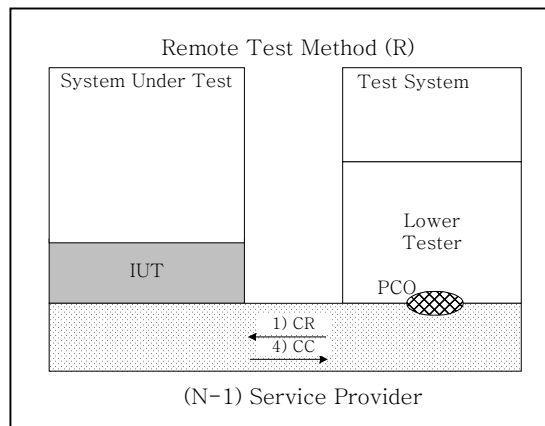 Remote Test Method (R)
System Under Test
Test System
Lower
Tester
IUT
PCO
1) CR
4) CC
(N-1) Service Provider